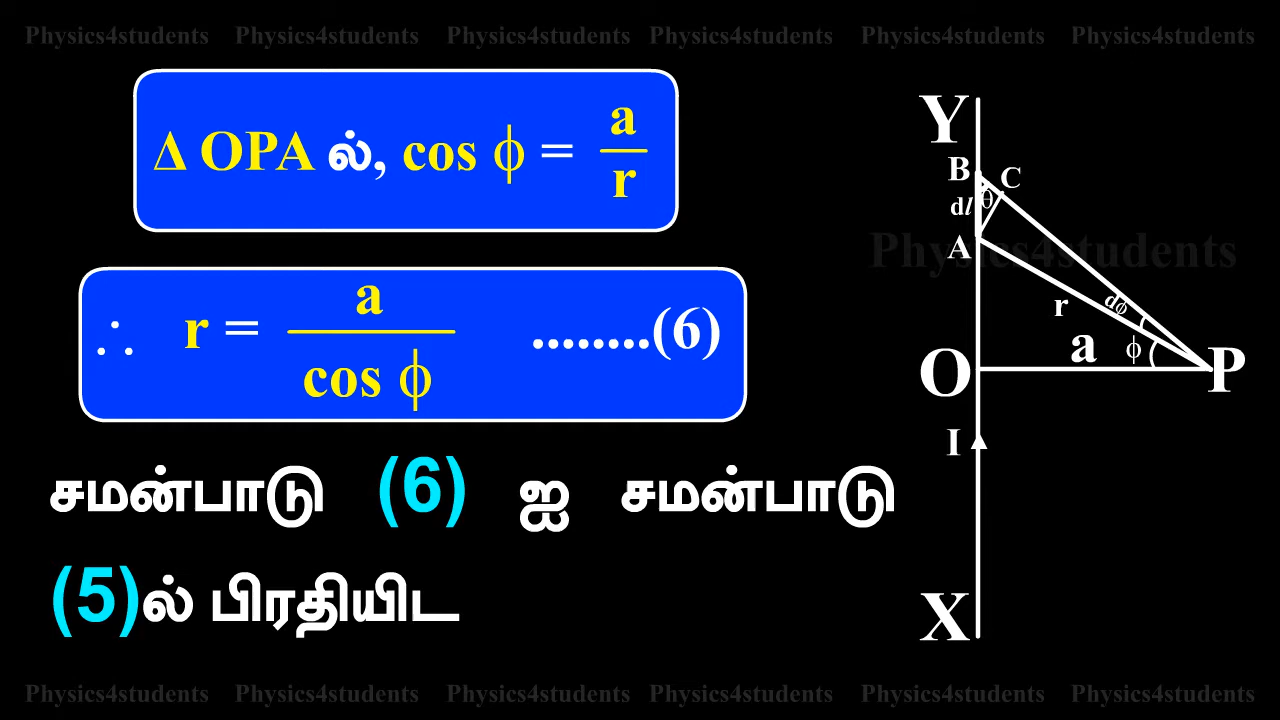 Physics4students Physics4students Physics4students Physics4students Physics4students Physics4students
Δ OPA ல், cos ϕ = a/r
∴ r = a / cos ϕ ........(6)
சமன்பாடு (6) ஐ சமன்பாடு
(5)ல் பிரதியிட
Y
B C
dl θ
A
Physics4students
r dϕ
a ϕ
O P
I
X
Physics4students Physics4students Physics4students Physics4students Physics4students Physics4students